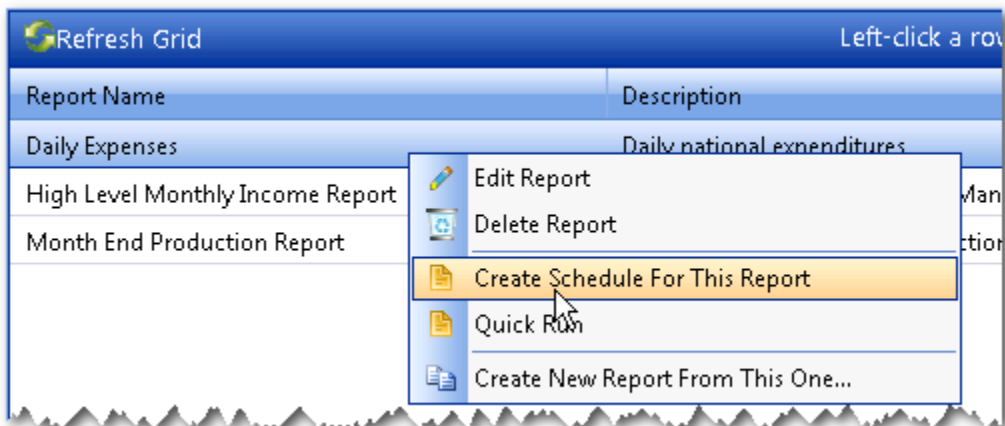 Refresh Grid Left-click a row
Report Name Description
Daily Expenses Daily national expenditures
Edit Report
High Level Monthly Income Report
Delete Report
Month End Production Report
Create Schedule For This Report
Quick Run
Create New Report From This One...